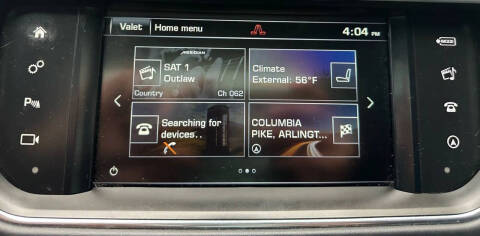 Valet Home menu 4:04 PM
MERIDIAN
SAT 1
Outlaw
Country Ch 062
Climate
External: 56°F
Searching for
devices..
COLUMBIA
PIKE, ARLINGT...
P